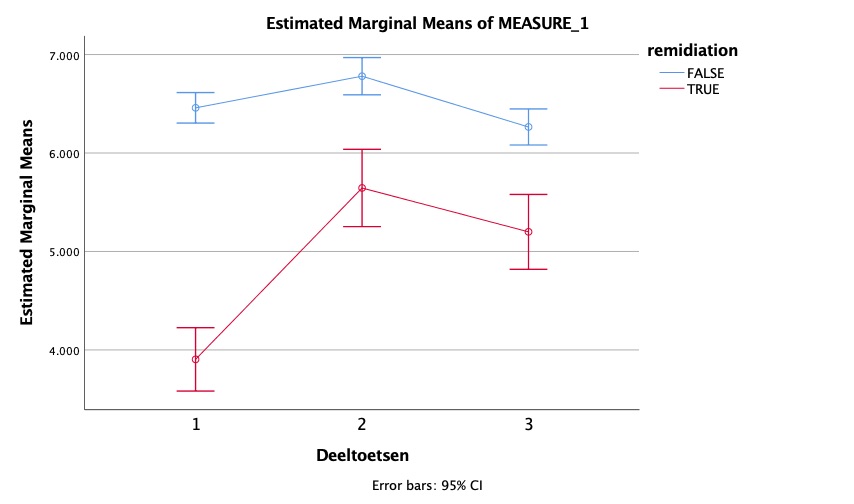 Estimated Marginal Means of MEASURE_1
remidiation
FALSE
TRUE
7.000
6.000
5.000
4.000
Estimated Marginal Means
1 2 3
Deeltoetsen
Error bars: 95% CI